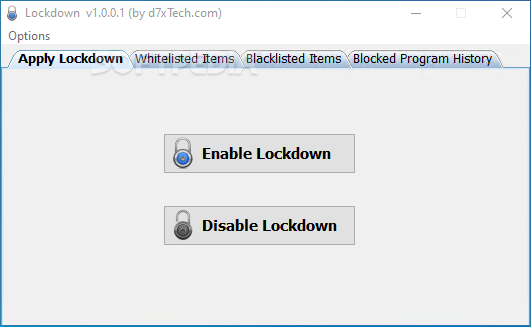 Lockdown v1.0.0.1 (by d7xTech.com)
Options
Apply Lockdown Whitelisted Items Blacklisted Items Blocked Program History
SOFTPEDIA
Enable Lockdown
Disable Lockdown